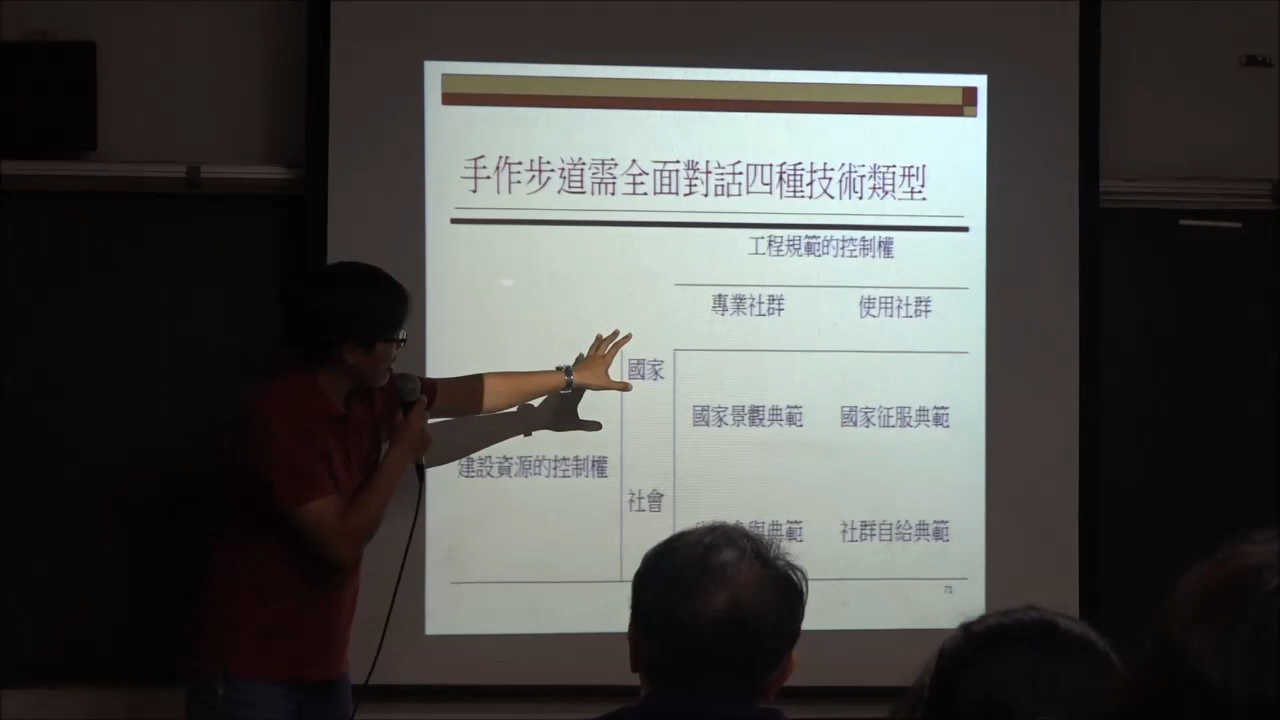 手作步道需全面對話四種技術類型
工程規範的控制權
專業社群 使用社群
國家
國家景觀典範 國家征服典範
建設資源的控制權
社會
與典範 社群自給典範